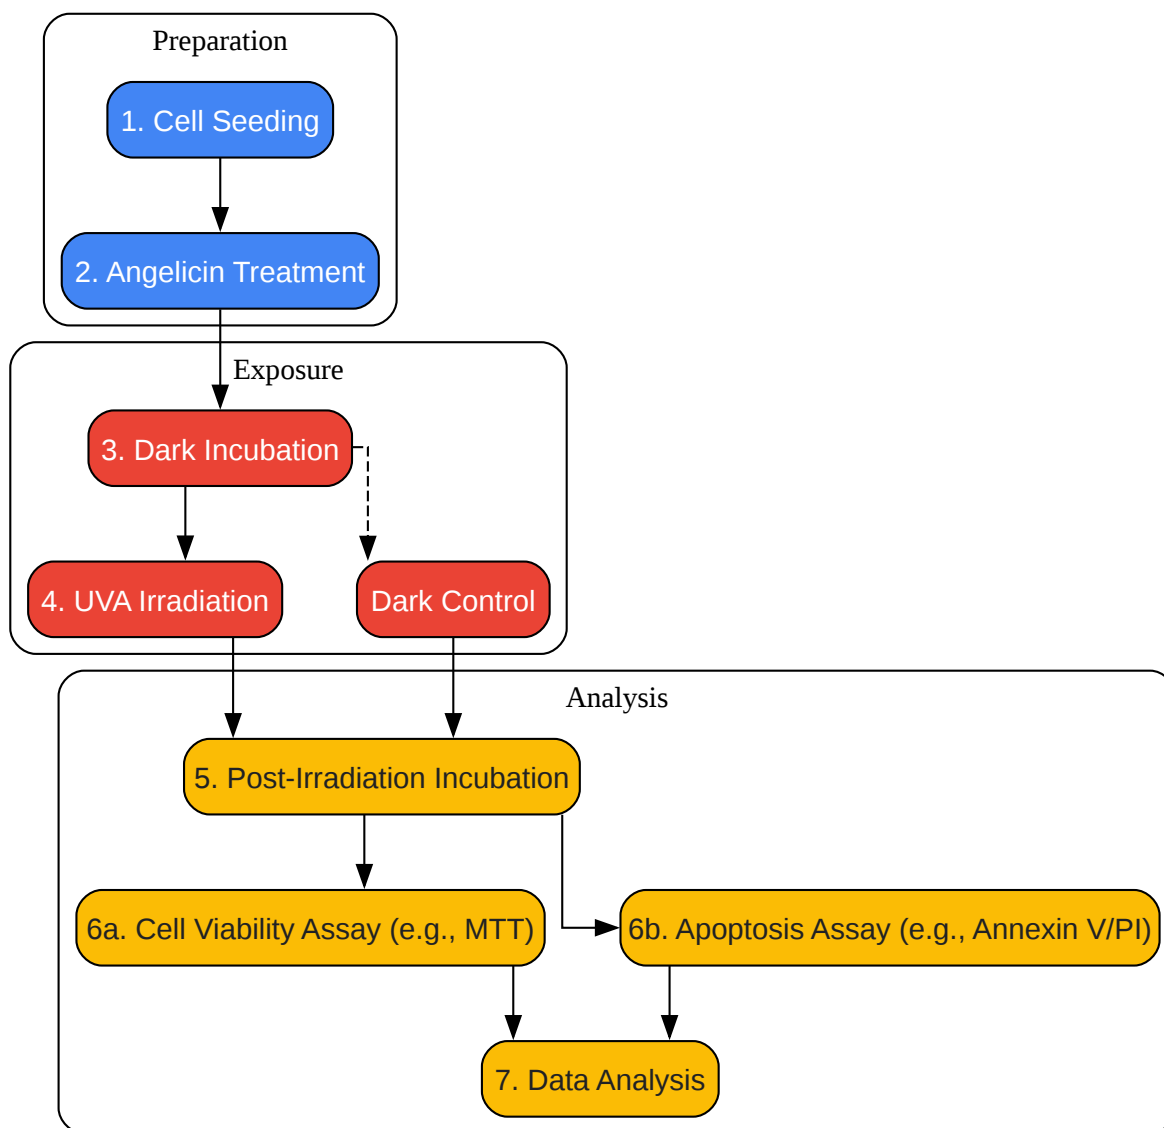 Preparation
1. Cell Seeding
2. Angelicin Treatment
Exposure
3. Dark Incubation
4. UVA Irradiation
Dark Control
Analysis
5. Post-Irradiation Incubation
6a. Cell Viability Assay (e.g., MTT)
6b. Apoptosis Assay (e.g., Annexin V/PI)
7. Data Analysis